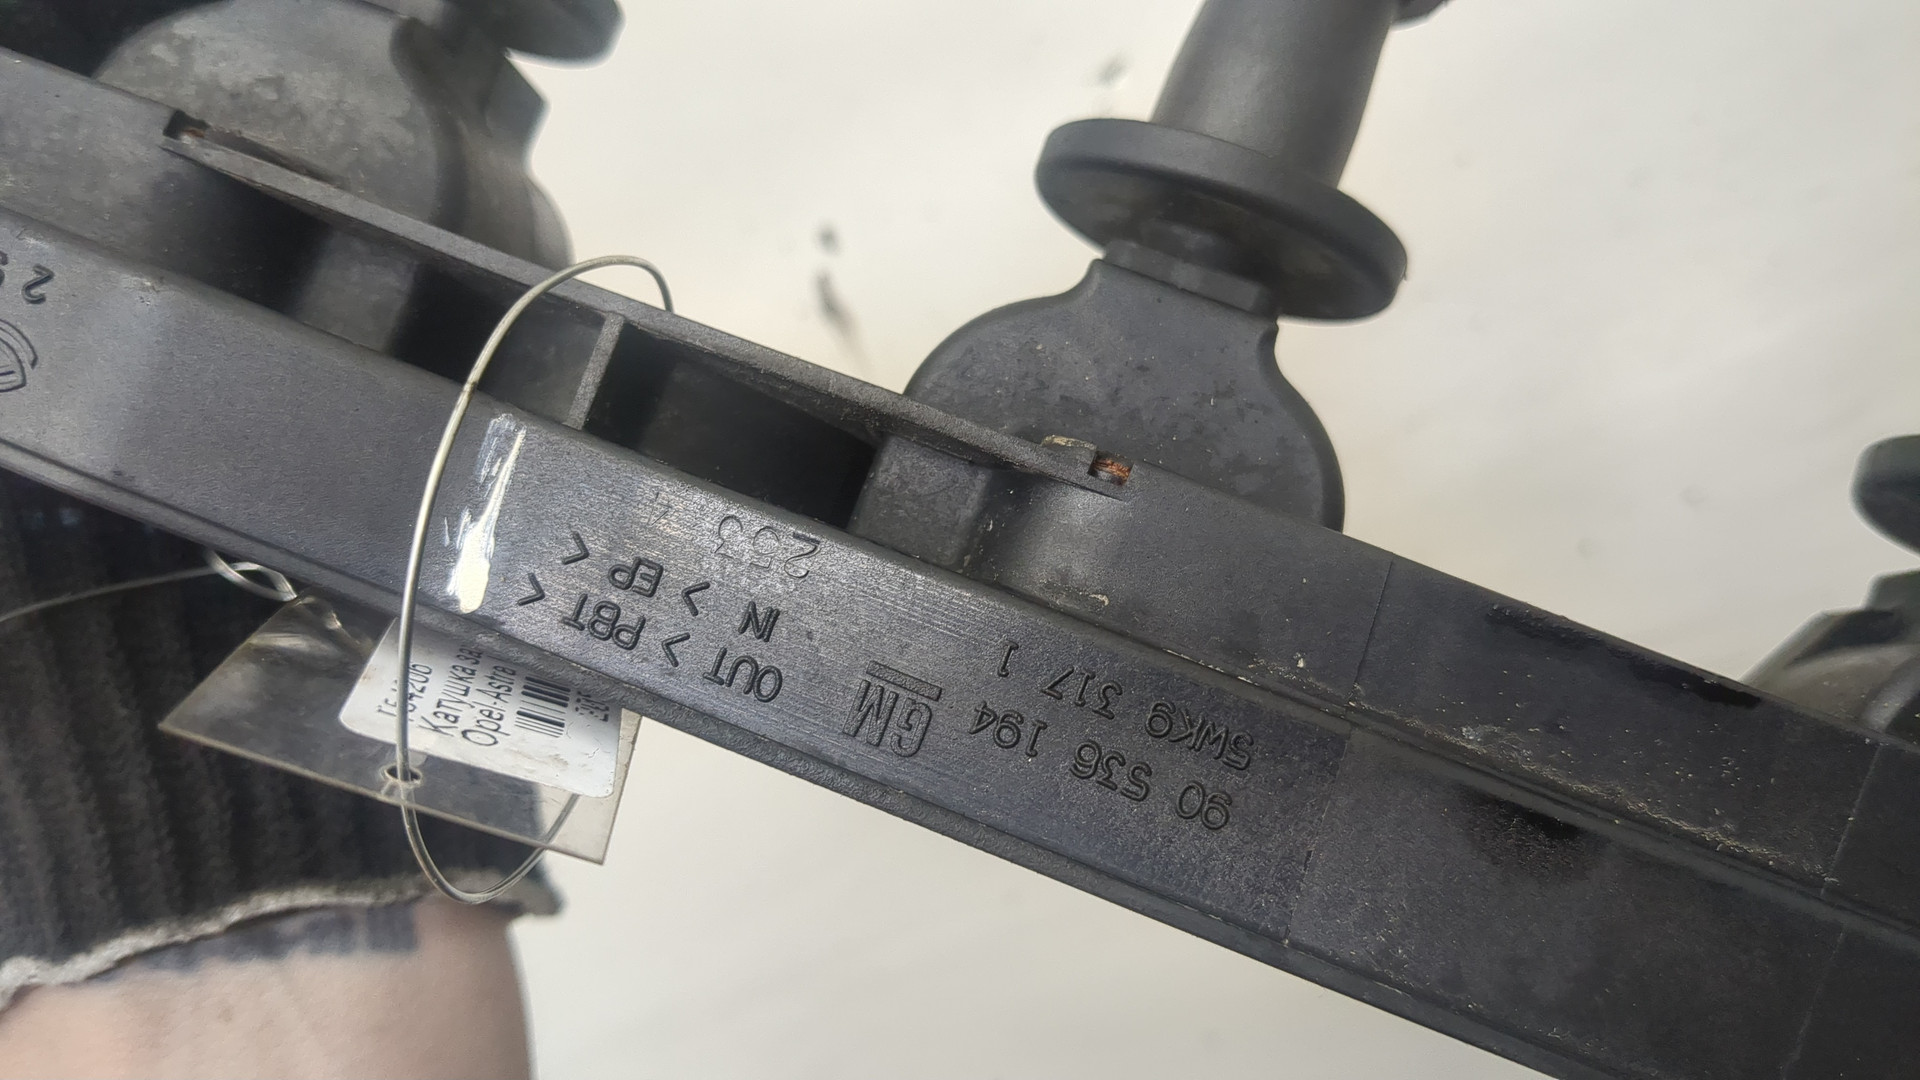 90 536 194
5WK9 317 1
GM
OUT > PBT <
IN > EP <
253
Катушка за
Opel-Astra